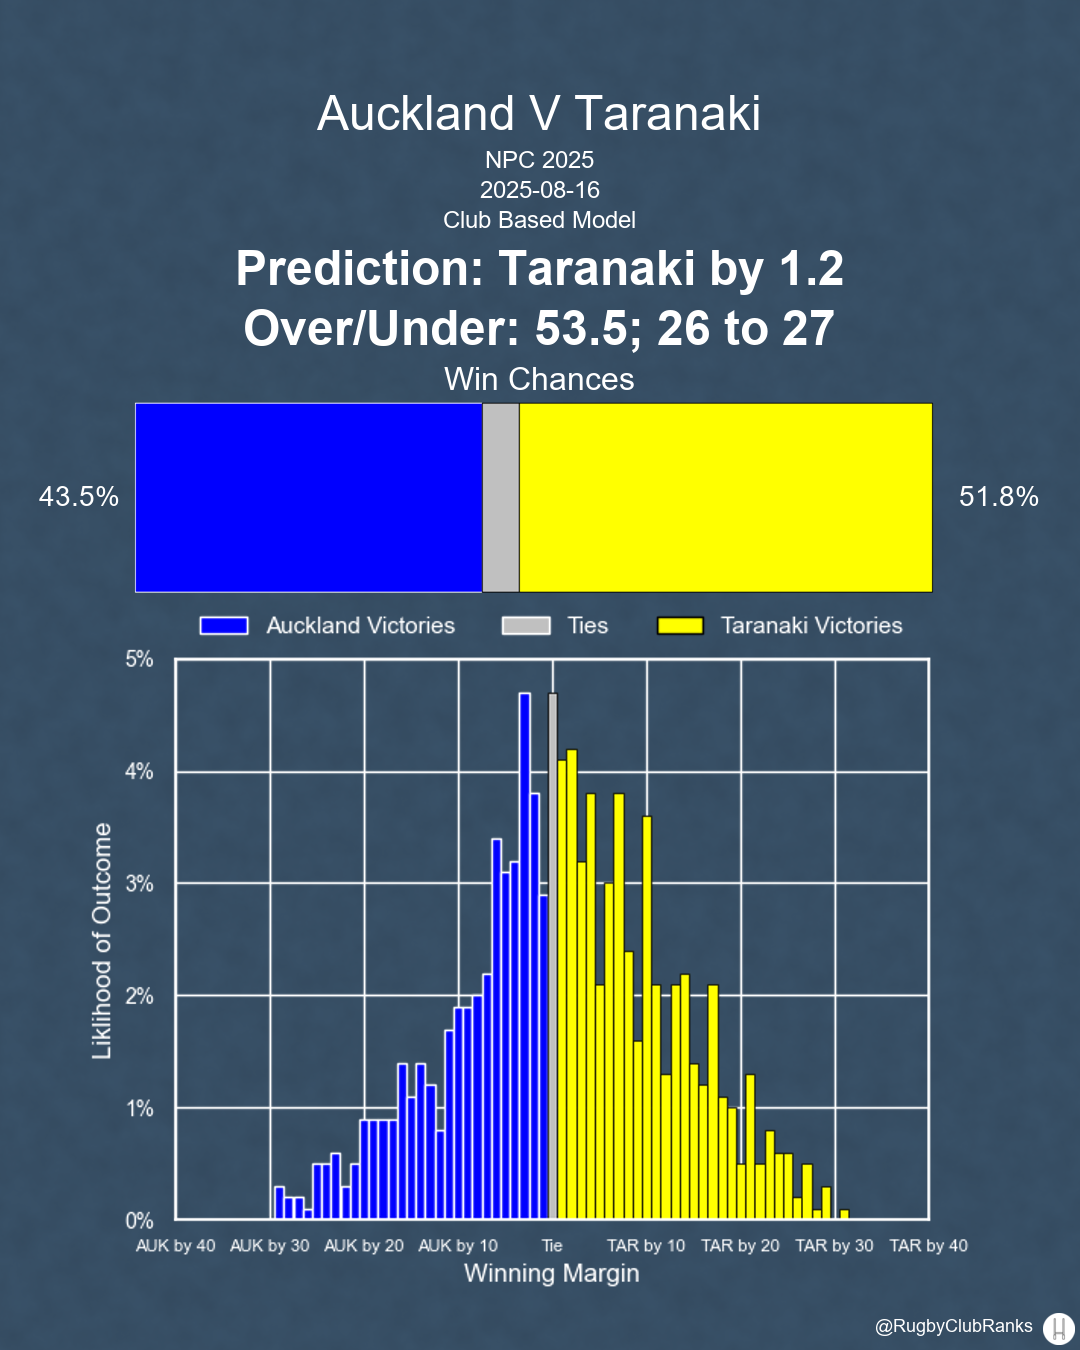 Auckland V Taranaki
NPC 2025
2025-08-16
Club Based Model
Prediction: Taranaki by 1.2
Over/Under: 53.5; 26 to 27
Win Chances
43.5%
51.8%
Auckland Victories
Ties
Taranaki Victories
5%
4%
3%
2%
1%
0%
Liklihood of Outcome
AUK by 40
AUK by 30
AUK by 20
AUK by 10
Tie
TAR by 10
TAR by 20
TAR by 30
TAR by 40
Winning Margin
@RugbyClubRanks